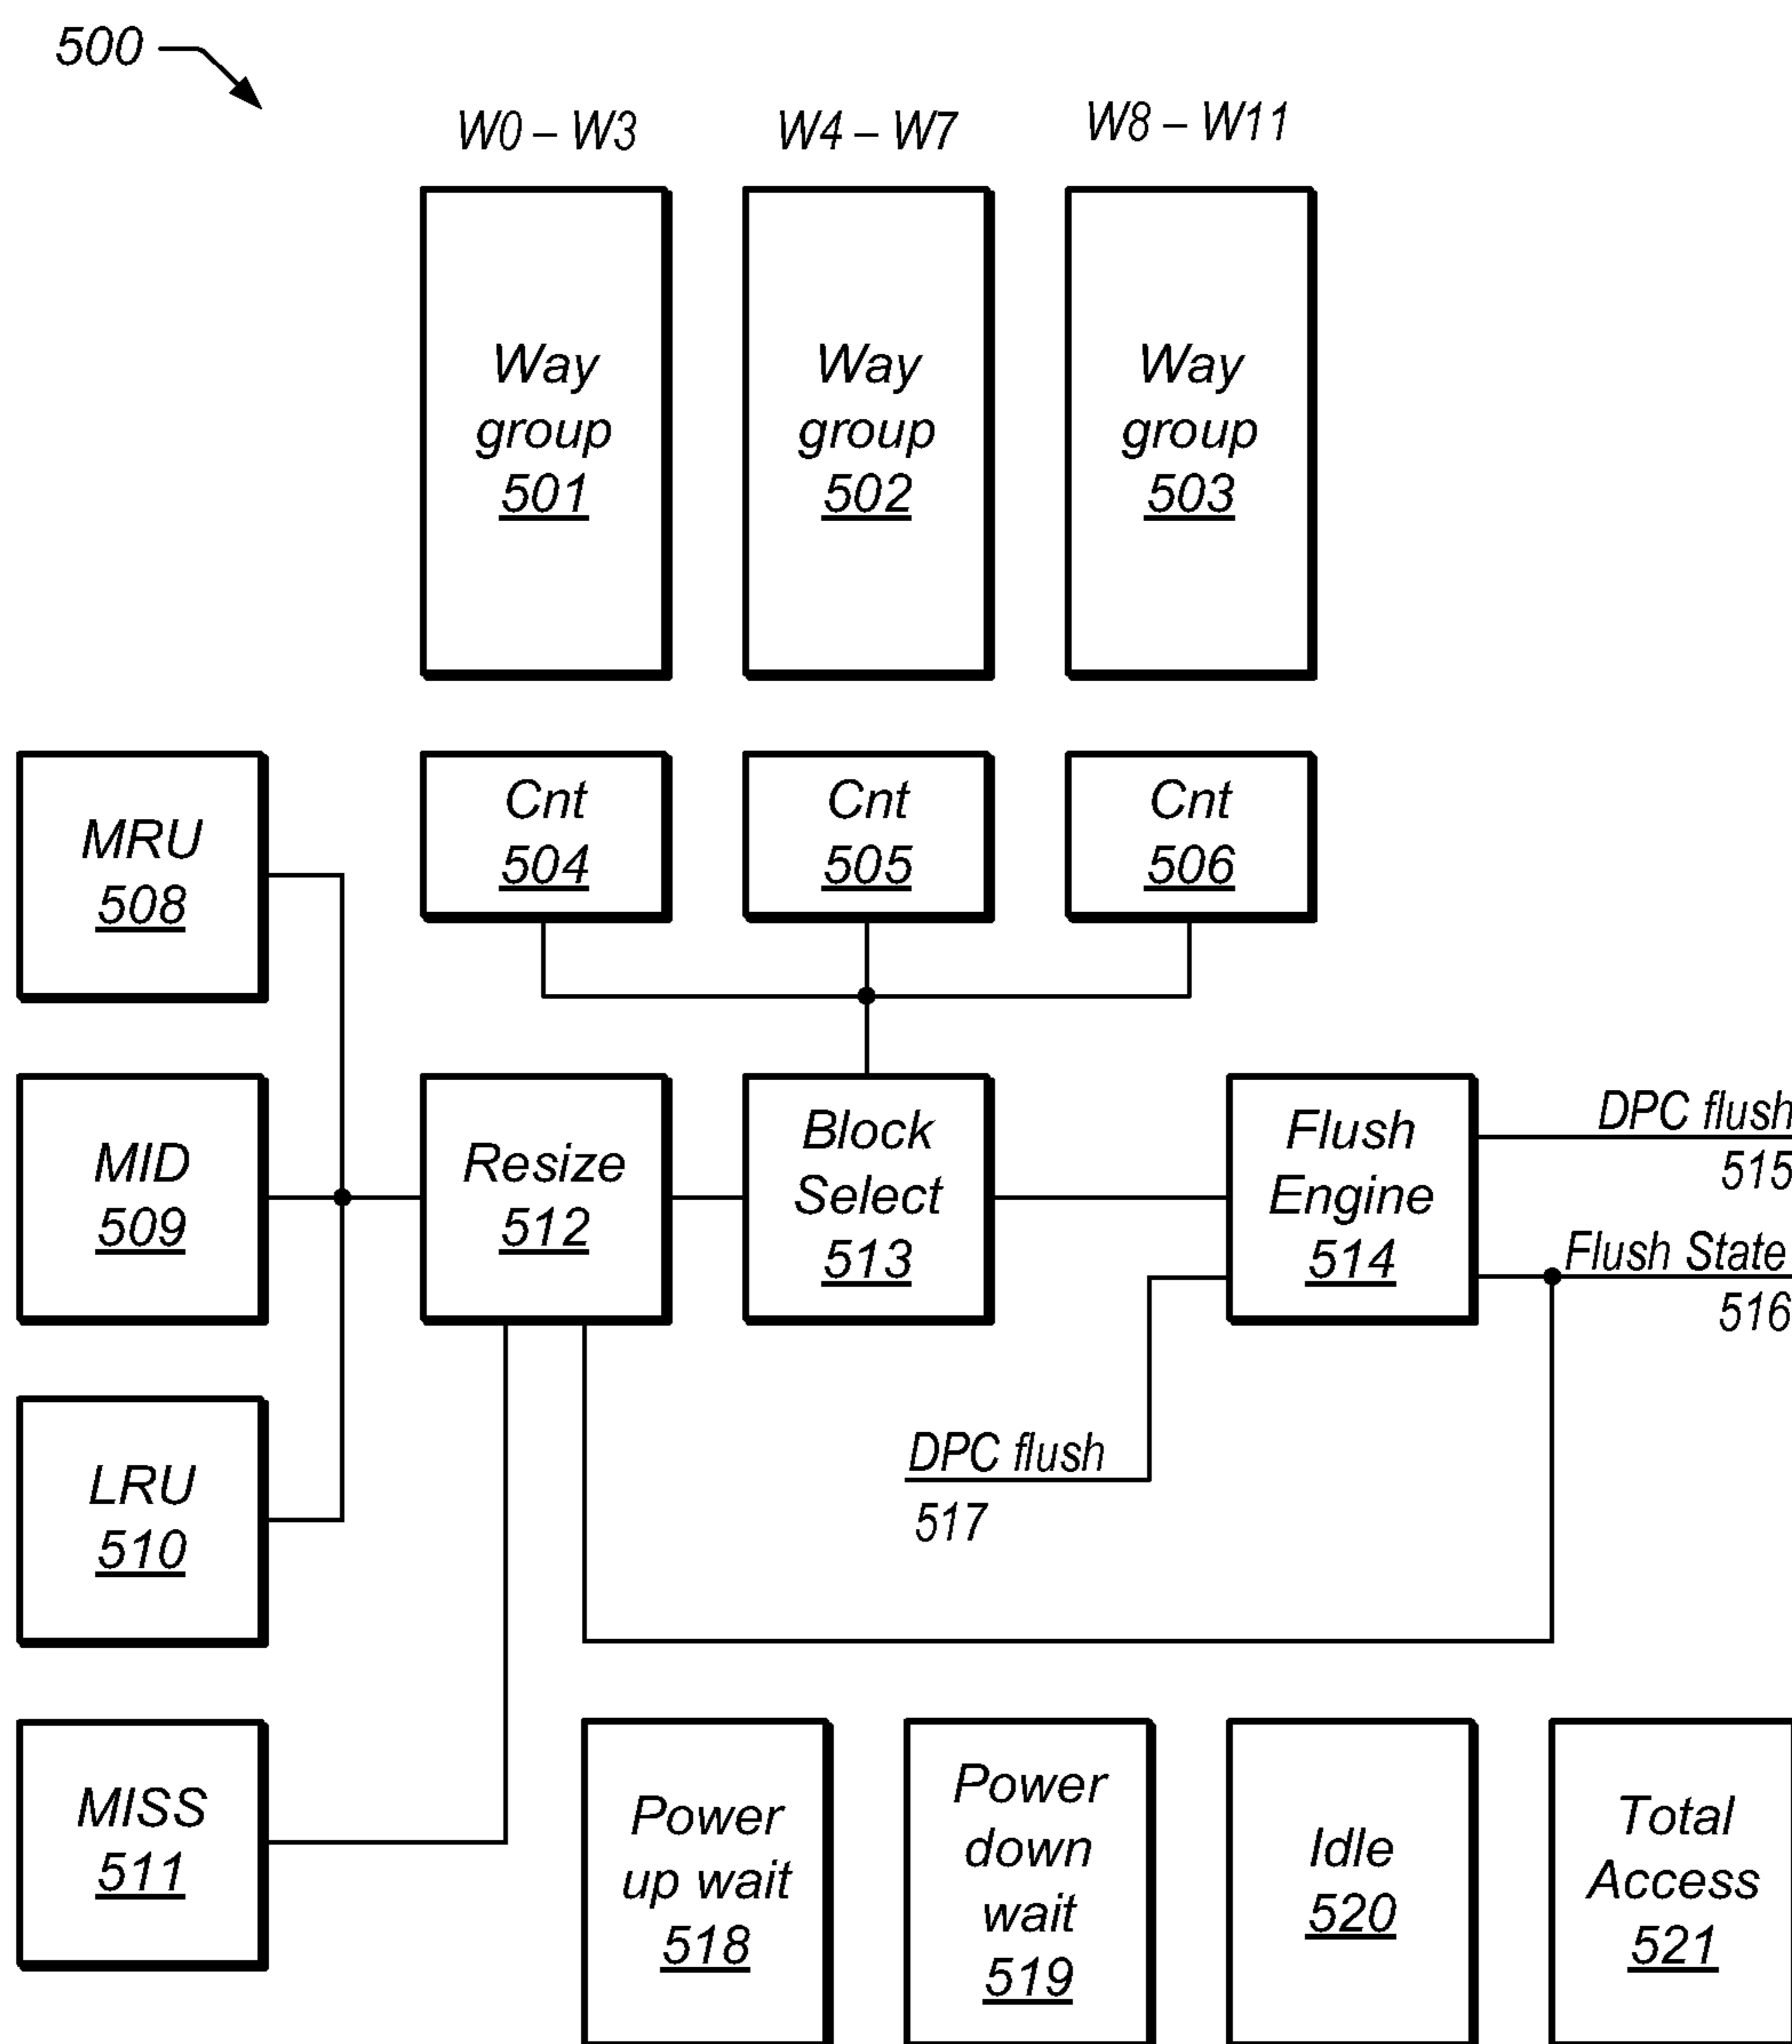 500
W0 – W3
W4 – W7
W8 – W11
Way
group
501
Way
group
502
Way
group
503
MRU
508
Cnt
504
Cnt
505
Cnt
506
MID
509
Resize
512
Block
Select
513
Flush
Engine
514
DPC flush
515
Flush State
516
LRU
510
DPC flush
517
MISS
511
Power
up wait
518
Power
down
wait
519
Idle
520
Total
Access
521